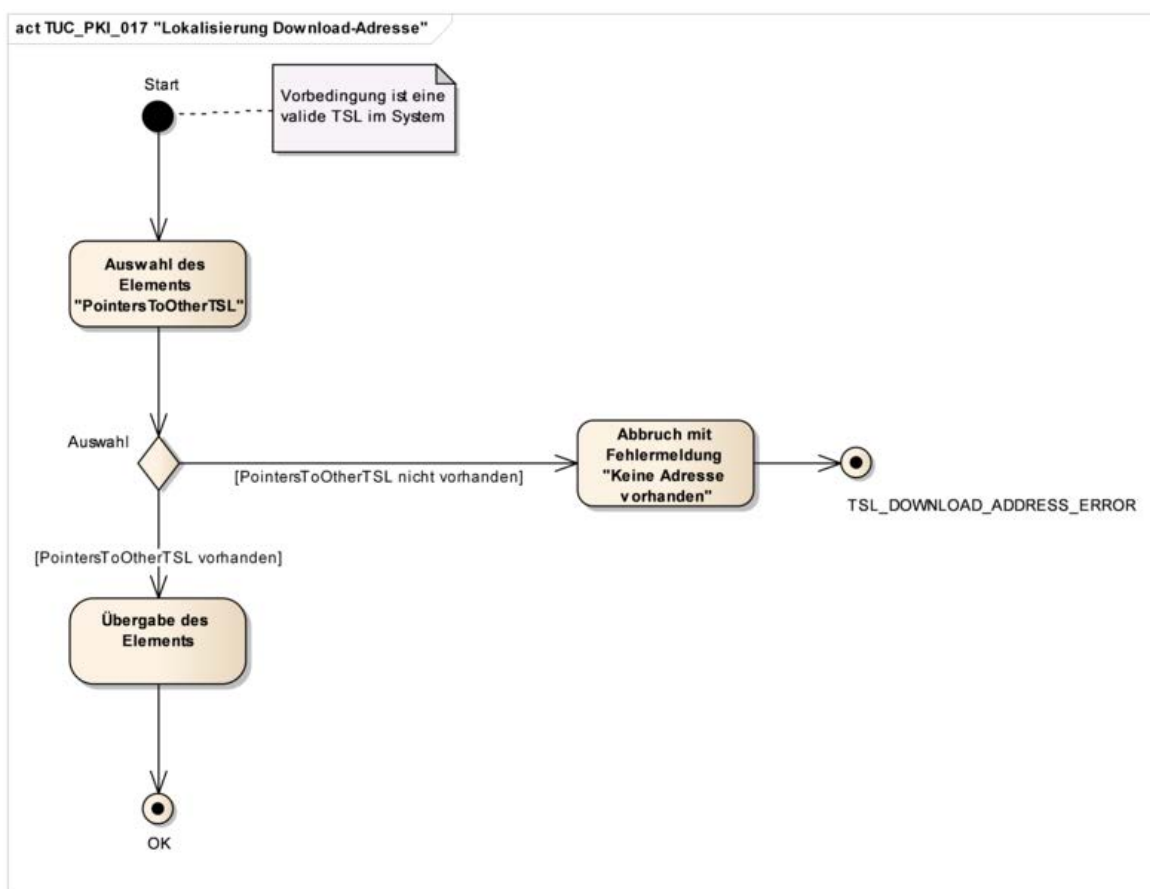 act TUC_PKI_017 "Lokalisierung Download-Adresse"
Start
Vorbedingung ist eine
valide TSL im System
Auswahl des
Elements
"PointersToOtherTSL"
Auswahl
[PointersToOtherTSL nicht vorhanden]
Abbruch mit
Fehlermeldung
"Keine Adresse
vorhanden"
TSL_DOWNLOAD_ADDRESS_ERROR
[PointersToOtherTSL vorhanden]
Übergabe des
Elements
OK